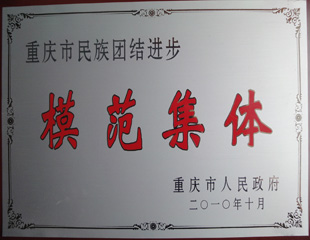 重庆市民族团结进步
模范集体
重庆市人民政府
二〇一〇年十月